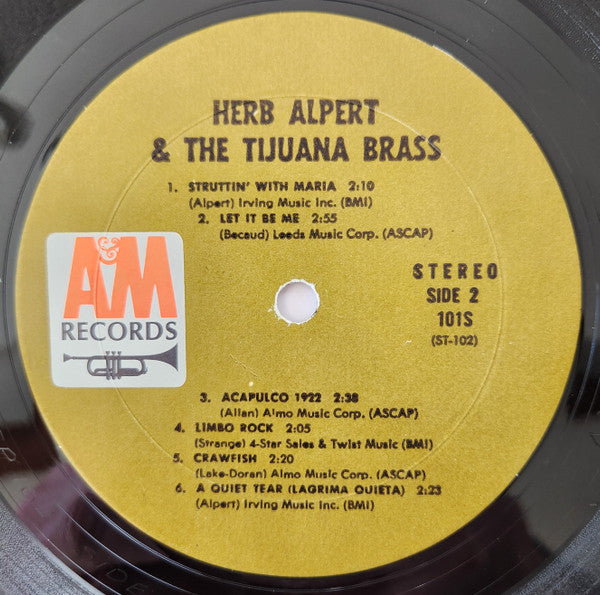 HERB ALPERT
& THE TIJUANA BRASS
1. STRUTTIN' WITH MARIA 2:10
(Alpert) Irving Music Inc. (BMI)
2. LET IT BE ME 2:55
(Becaud) Leeds Music Corp. (ASCAP)
A&M
RECORDS
STEREO
SIDE 2
101S
(ST-102)
3. ACAPULCO 1922 2:38
(Allan) Almo Music Corp. (ASCAP)
4. LIMBO ROCK 2:05
(Strange) 4-Star Sales & Twist Music (BMI)
5. CRAWFISH 2:20
(Lake-Doran) Almo Music Corp. (ASCAP)
6. A QUIET TEAR (LAGRIMA QUIETA) 2:23
(Alpert) Irving Music Inc. (BMI)